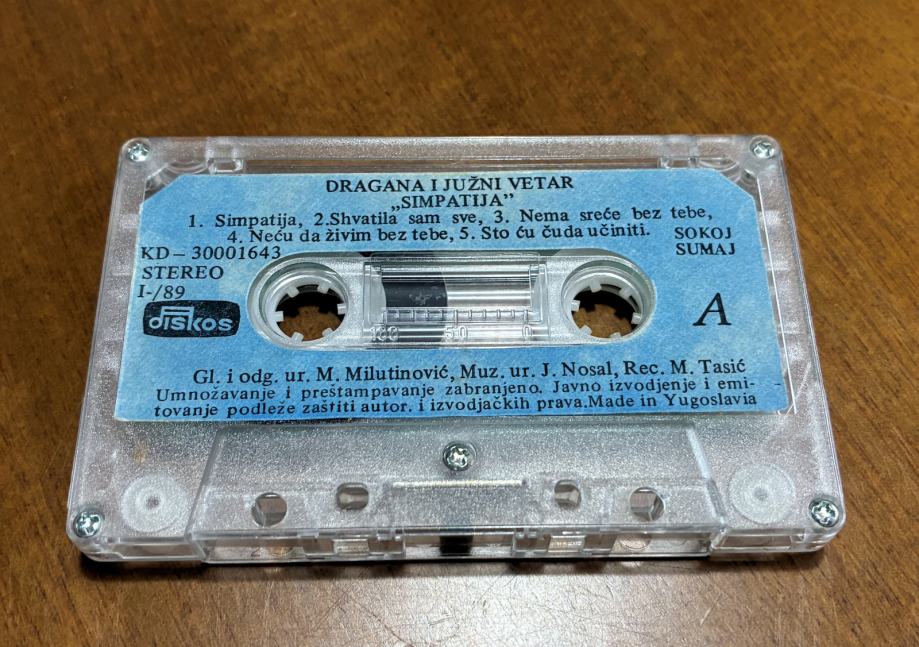 DRAGANA I JUŽNI VETAR
„SIMPATIJA”
1. Simpatija, 2.Shvatila sam sve, 3. Nema sreće bez tebe,
4. Neću da živim bez tebe, 5. Sto ću čuda učiniti.
SOKOJ
SUMAJ
KD — 30001643
STEREO
I-/89
diskos
A
100 50 0
Gl. i odg. ur. M. Milutinović, Muz. ur. J. Nosal, Rec. M. Tasić
Umnožavanje i preštampavanje zabranjeno. Javno izvodjenje i emi-
tovanje podleže zaštiti autor. i izvodjačkih prava.Made in Yugoslavia